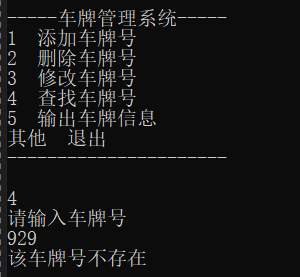 -----车牌管理系统-----
1  添加车牌号
2  删除车牌号
3  修改车牌号
4  查找车牌号
5  输出车牌信息
其他  退出
----------------------
4
请输入车牌号
929
该车牌号不存在